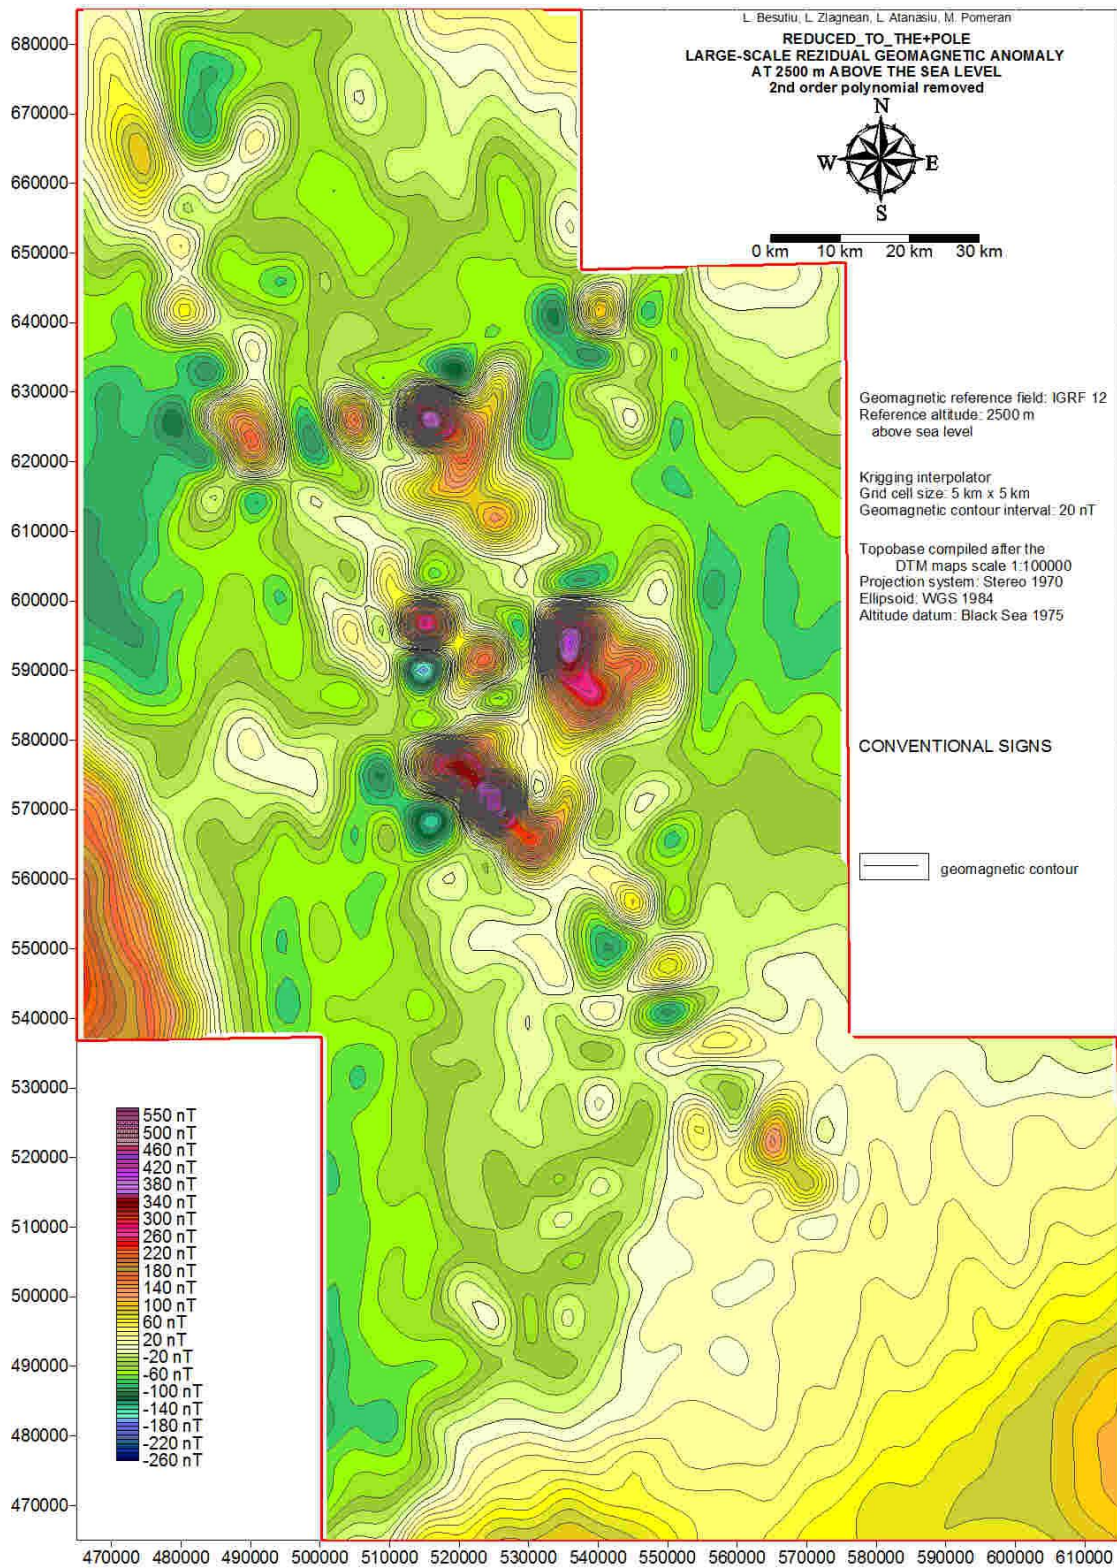 L. Besutiu, L. Zlagnean, L. Atanasiu, M. Pomeran
REDUCED_TO_THE+POLE
LARGE-SCALE REZIDUAL GEOMAGNETIC ANOMALY
AT 2500 m ABOVE THE SEA LEVEL
2nd order polynomial removed
N
W
E
S
0 km 10 km 20 km 30 km
Geomagnetic reference field: IGRF 12
Reference altitude: 2500 m
above sea level
Krigging interpolator
Grid cell size: 5 km x 5 km
Geomagnetic contour interval: 20 nT
Topobase compiled after the
DTM maps scale 1:100000
Projection system: Stereo 1970
Ellipsoid: WGS 1984
Altitude datum: Black Sea 1975
CONVENTIONAL SIGNS
geomagnetic contour
680000
670000
660000
650000
640000
630000
620000
610000
600000
590000
580000
570000
560000
550000
540000
530000
520000
510000
500000
490000
480000
470000
550 nT
500 nT
460 nT
420 nT
380 nT
340 nT
300 nT
260 nT
220 nT
180 nT
140 nT
100 nT
60 nT
20 nT
-20 nT
-60 nT
-100 nT
-140 nT
-180 nT
-220 nT
-260 nT
470000 480000 490000 500000 510000 520000 530000 540000 550000 560000 570000 580000 590000 600000 610000